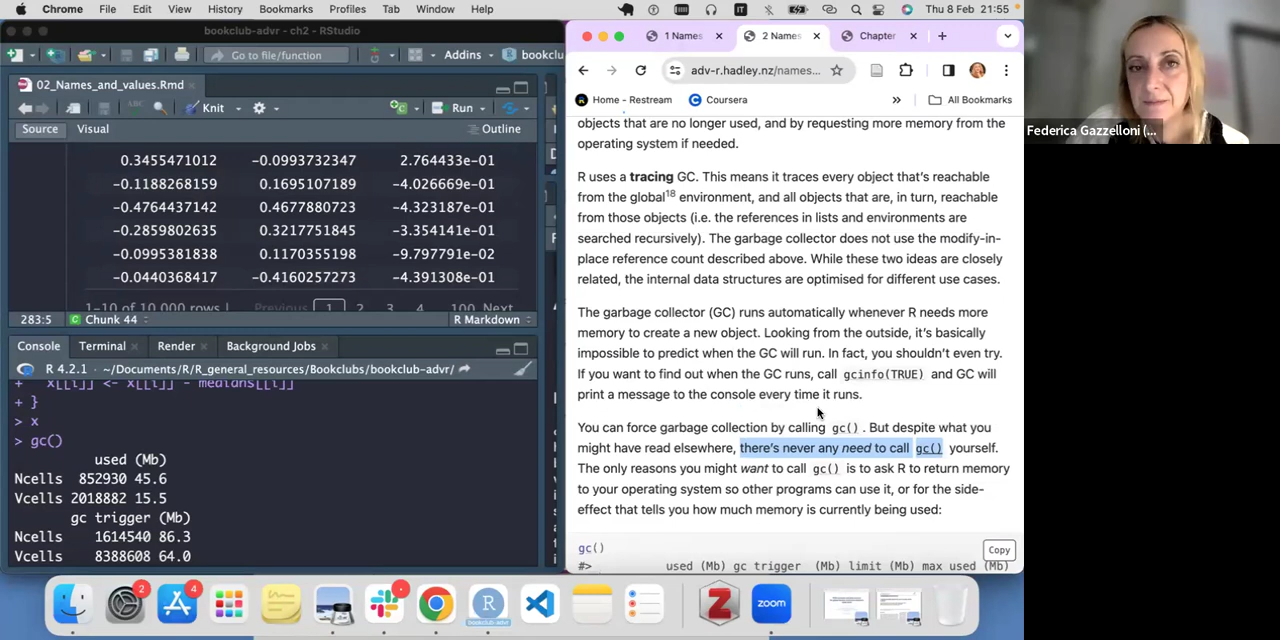 Chrome File Edit View History Bookmarks Profiles Tab Window Help
IT Thu 8 Feb 21:55
bookclub-advr - ch2 - RStudio
Go to file/function
Addins
bookclu
02_Names_and_values.Rmd
ABC
Knit
Run
Source Visual
Outline
0.3455471012 -0.0993732347 2.764433e-01
-0.1188268159 0.1695107189 -4.026669e-01
-0.4764437142 0.4677880723 -4.323187e-01
-0.2859802635 0.3217751845 -3.354141e-01
-0.0995381838 0.1170355198 -9.797791e-02
-0.0440368417 -0.4160257273 -4.391308e-01
1-10 of 10,000 rows | Previous 1 2 3 4 100 Next
283:5 Chunk 44 R Markdown
Console Terminal Render Background Jobs
R 4.2.1 · ~/Documents/R/R_general_resources/Bookclubs/bookclub-advr/
+ x[[i]] <- x[[i]] - medians[[i]]
+ }
> x
> gc()
used (Mb)
Ncells 852930 45.6
Vcells 2018882 15.5
gc trigger (Mb)
Ncells 1614540 86.3
Vcells 8388608 64.0
1 Names
2 Names
Chapter
adv-r.hadley.nz/names...
Home - Restream
Coursera
»
All Bookmarks
objects that are no longer used, and by requesting more memory from the
operating system if needed.
R uses a tracing GC. This means it traces every object that's reachable
from the global18 environment, and all objects that are, in turn, reachable
from those objects (i.e. the references in lists and environments are
searched recursively). The garbage collector does not use the modify-in-
place reference count described above. While these two ideas are closely
related, the internal data structures are optimised for different use cases.
The garbage collector (GC) runs automatically whenever R needs more
memory to create a new object. Looking from the outside, it's basically
impossible to predict when the GC will run. In fact, you shouldn't even try.
If you want to find out when the GC runs, call gcinfo(TRUE) and GC will
print a message to the console every time it runs.
You can force garbage collection by calling gc(). But despite what you
might have read elsewhere, there's never any need to call gc() yourself.
The only reasons you might want to call gc() is to ask R to return memory
to your operating system so other programs can use it, or for the side-
effect that tells you how much memory is currently being used:
gc()
Copy
#> used (Mb) gc trigger (Mb) limit (Mb) max used (Mb)
Federica Gazzelloni (...
2
4
R
bookclub-advr
Z
zoom